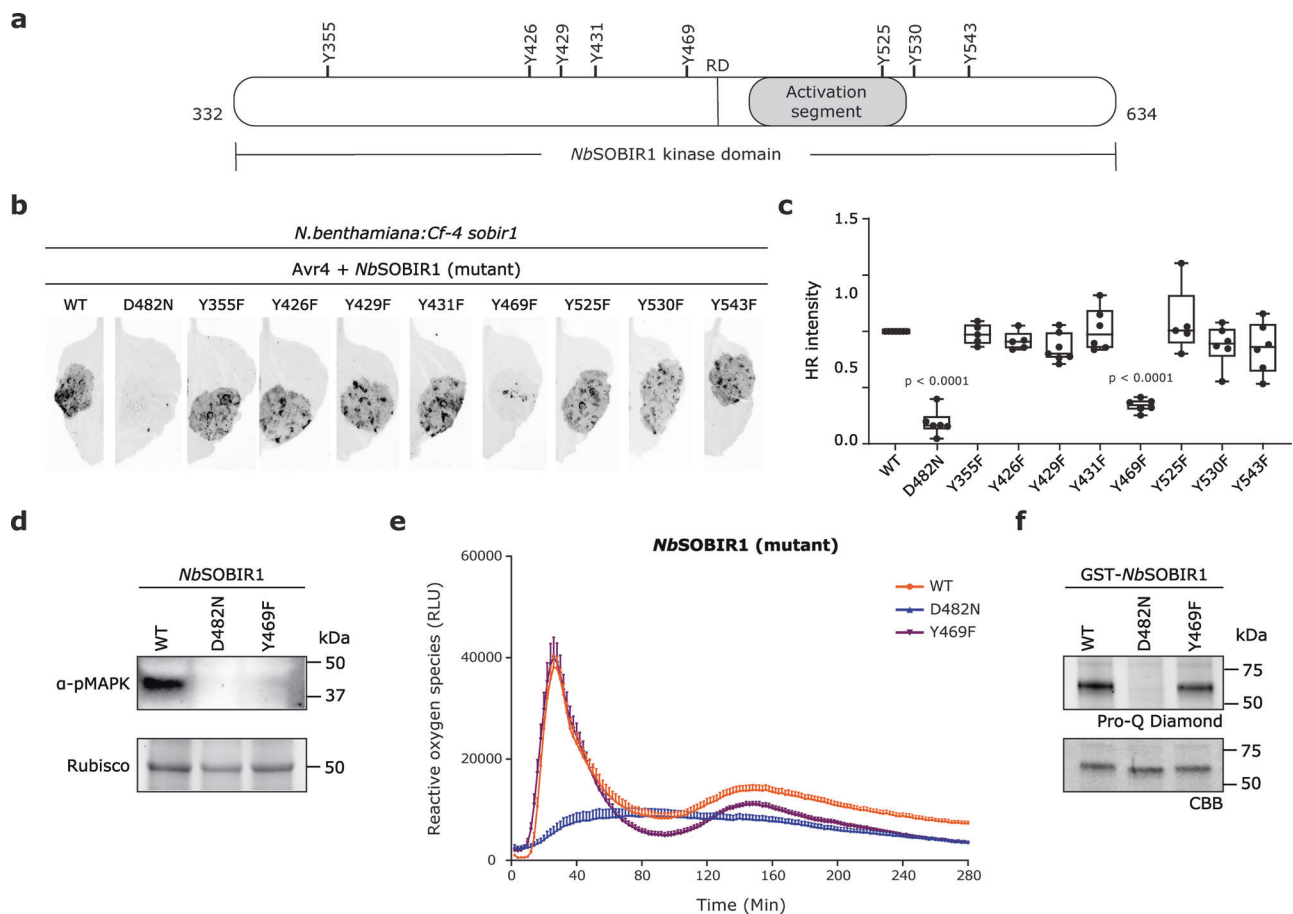 a
Y355
Y426
Y429
Y431
Y469
RD
Y525
Y530
Y543
332
Activation
segment
634
NbSOBIR1 kinase domain
b
N.benthamiana:Cf-4 sobir1
Avr4 + NbSOBIR1 (mutant)
WT D482N Y355F Y426F Y429F Y431F Y469F Y525F Y530F Y543F
c
HR intensity
1.5
1.0
0.5
0.0
p < 0.0001
p < 0.0001
WT D482N Y355F Y426F Y429F Y431F Y469F Y525F Y530F Y543F
d
NbSOBIR1
WT D482N Y469F kDa
α-pMAPK
50
37
Rubisco
50
e
NbSOBIR1 (mutant)
Reactive oxygen species (RLU)
60000
40000
20000
0
WT
D482N
Y469F
0 40 80 120 160 200 240 280
Time (Min)
f
GST-NbSOBIR1
WT D482N Y469F kDa
75
50
Pro-Q Diamond
75
50
CBB